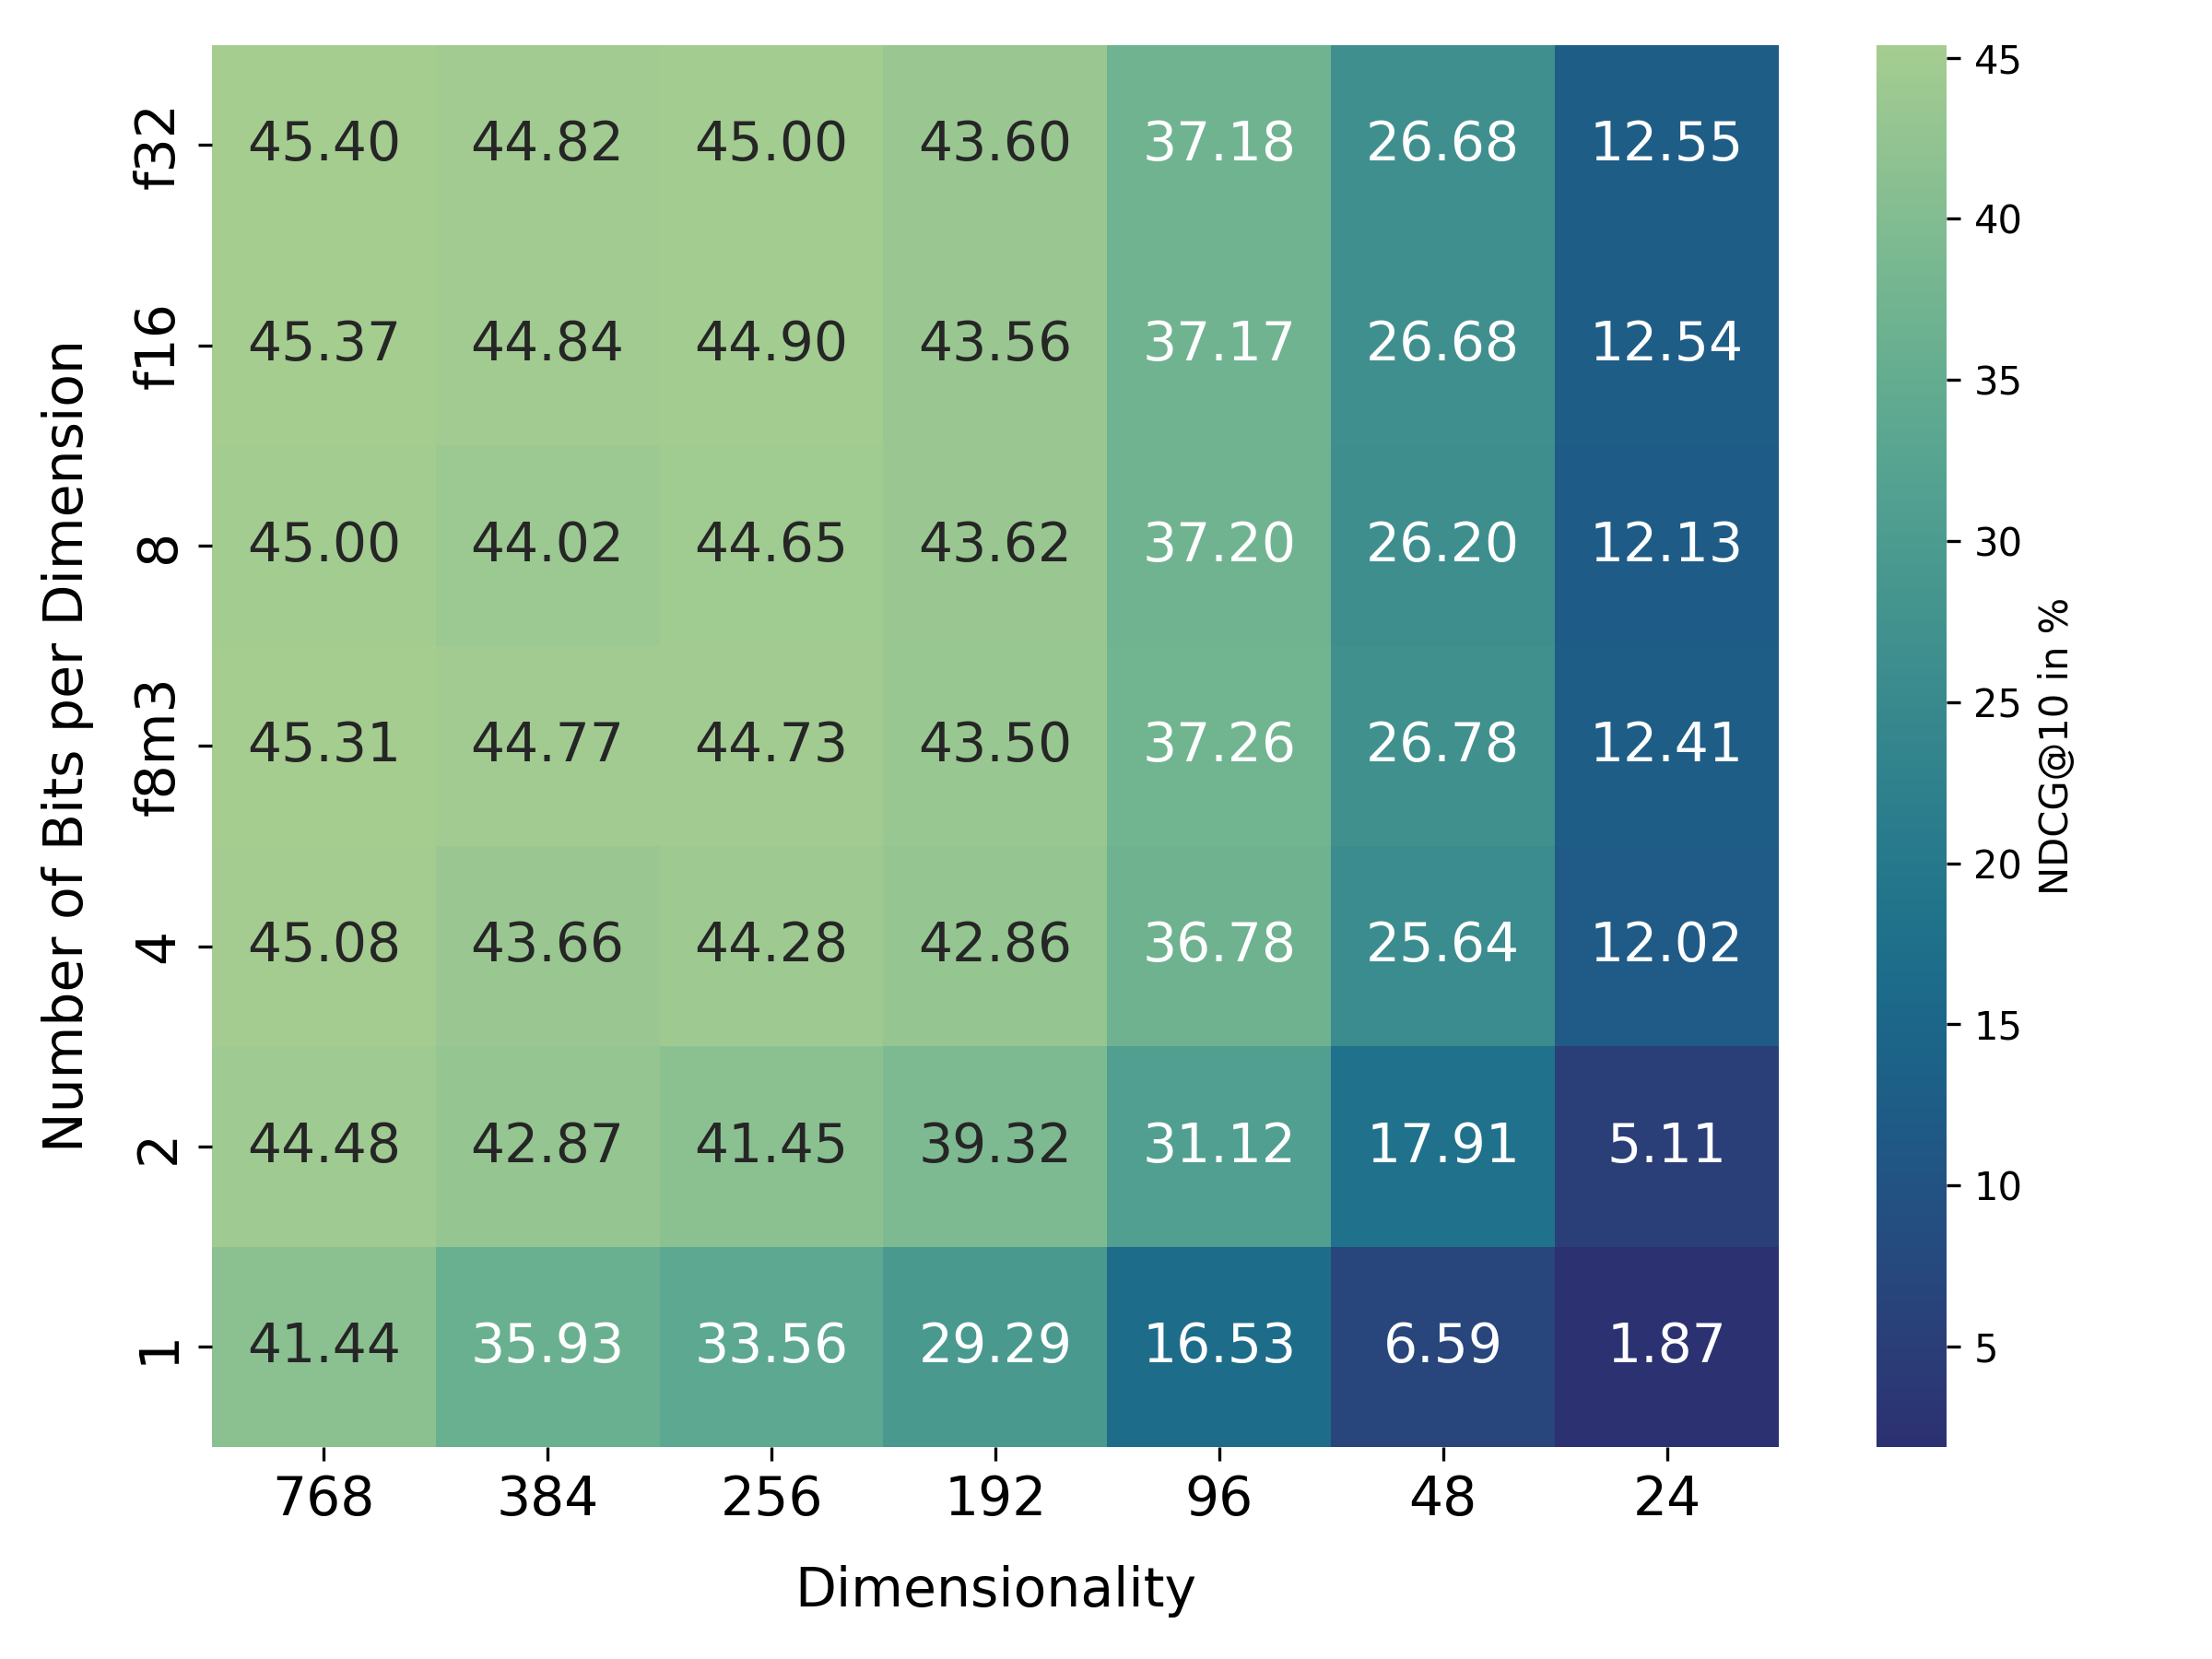 Number of Bits per Dimension
f32 45.40 44.82 45.00 43.60 37.18 26.68 12.55
f16 45.37 44.84 44.90 43.56 37.17 26.68 12.54
8 45.00 44.02 44.65 43.62 37.20 26.20 12.13
f8m3 45.31 44.77 44.73 43.50 37.26 26.78 12.41
4 45.08 43.66 44.28 42.86 36.78 25.64 12.02
2 44.48 42.87 41.45 39.32 31.12 17.91 5.11
1 41.44 35.93 33.56 29.29 16.53 6.59 1.87
768 384 256 192 96 48 24
Dimensionality
45
40
35
30
25
20
15
10
5
NDCG@10 in %